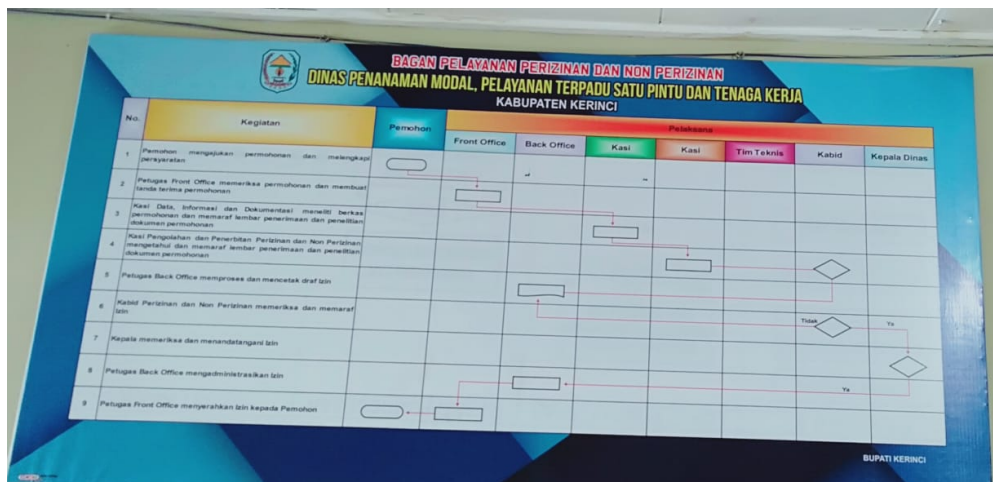 BAGAN PELAYANAN PERIZINAN DAN NON PERIZINAN
DINAS PENANAMAN MODAL, PELAYANAN TERPADU SATU PINTU DAN TENAGA KERJA
KABUPATEN KERINCI
No.
Kegiatan
Pemohon
Pelaksana
Front Office
Back Office
Kasi
Kasi
Tim Teknis
Kabid
Kepala Dinas
1
Pemohon mengajukan permohonan dan melengkapi
persyaratan
2
Petugas Front Office memeriksa permohonan dan membuat
tanda terima permohonan
3
Kasi Data, Informasi dan Dokumentasi meneliti berkas
permohonan dan memaraf lembar penerimaan dan penelitian
dokumen permohonan
4
Kasi Pengolahan dan Penerbitan Perizinan dan Non Perizinan
mengetahui dan memaraf lembar penerimaan dan penelitian
dokumen permohonan
5
Petugas Back Office memproses dan mencetak draf Izin
6
Kabid Perizinan dan Non Perizinan memeriksa dan memaraf
Izin
Tidak
Ya
7
Kepala memeriksa dan menandatangani Izin
8
Petugas Back Office mengadministrasikan Izin
Ya
9
Petugas Front Office menyerahkan Izin kepada Pemohon
BUPATI KERINCI